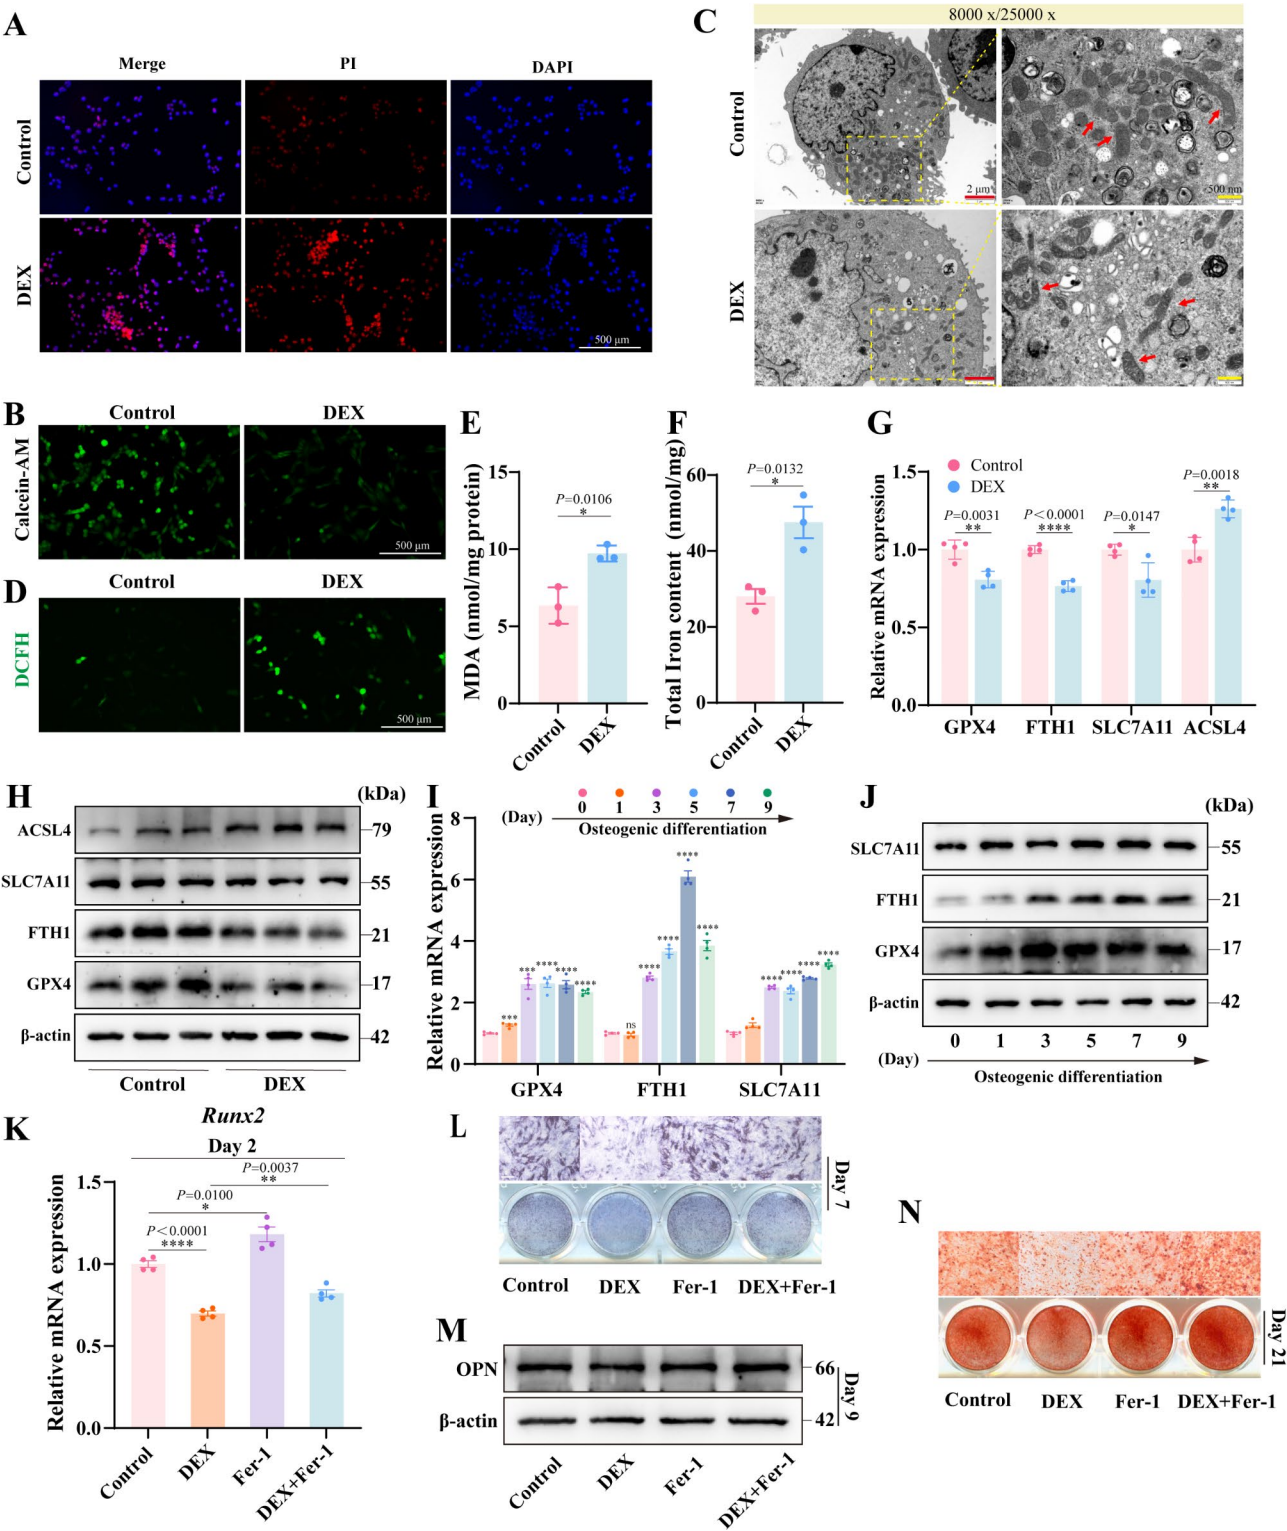 A
Merge
PI
DAPI
Control
DEX
500 μm
C
8000 x/25000 x
Control
DEX
2 μm
500 nm
B
Control
DEX
Calcein-AM
500 μm
D
Control
DEX
DCFH
500 μm
E
MDA (nmol/mg protein)
15
10
5
0
P=0.0106
*
Control
DEX
F
Total Iron content (nmol/mg)
60
40
20
0
P=0.0132
*
Control
DEX
G
Relative mRNA expression
1.5
1.0
0.5
0.0
Control
DEX
P=0.0031
**
P<0.0001
****
P=0.0147
*
P=0.0018
**
GPX4 FTH1 SLC7A11 ACSL4
H
(kDa)
ACSL4 79
SLC7A11 55
FTH1 21
GPX4 17
β-actin 42
Control DEX
I
0 1 3 5 7 9
(Day)
Osteogenic differentiation
Relative mRNA expression
8
6
4
2
0
*** *** **** **** ****
ns **** **** **** ****
**** **** **** ****
GPX4 FTH1 SLC7A11
J
(kDa)
SLC7A11 55
FTH1 21
GPX4 17
β-actin 42
0 1 3 5 7 9
(Day)
Osteogenic differentiation
K
Runx2
Day 2
P=0.0037
**
P=0.0100
*
P<0.0001
****
Relative mRNA expression
1.5
1.0
0.5
0.0
Control
DEX
Fer-1
DEX+Fer-1
L
Day 7
Control DEX Fer-1 DEX+Fer-1
M
OPN 66
β-actin 42
Day 9
Control
DEX
Fer-1
DEX+Fer-1
N
Day 21
Control DEX Fer-1 DEX+Fer-1